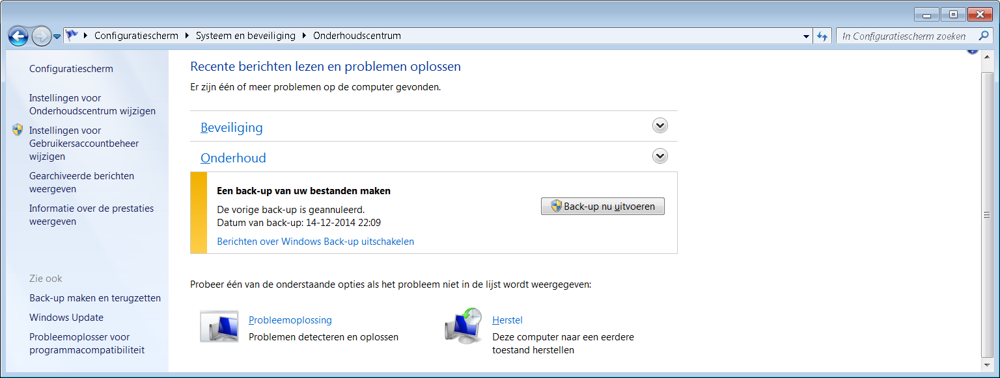 Configuratiescherm
Systeem en beveiliging
Onderhoudscentrum
In Configuratiescherm zoeken
Configuratiescherm
Instellingen voor
Onderhoudscentrum wijzigen
Instellingen voor
Gebruikersaccountbeheer
wijzigen
Gearchiveerde berichten
weergeven
Informatie over de prestaties
weergeven
Zie ook
Back-up maken en terugzetten
Windows Update
Probleemoplosser voor
programmacompatibiliteit
Recente berichten lezen en problemen oplossen
Er zijn één of meer problemen op de computer gevonden.
Beveiliging
Onderhoud
Een back-up van uw bestanden maken
De vorige back-up is geannuleerd.
Datum van back-up: 14-12-2014 22:09
Back-up nu uitvoeren
Berichten over Windows Back-up uitschakelen
Probeer één van de onderstaande opties als het probleem niet in de lijst wordt weergegeven:
Probleemoplossing
Problemen detecteren en oplossen
Herstel
Deze computer naar een eerdere
toestand herstellen